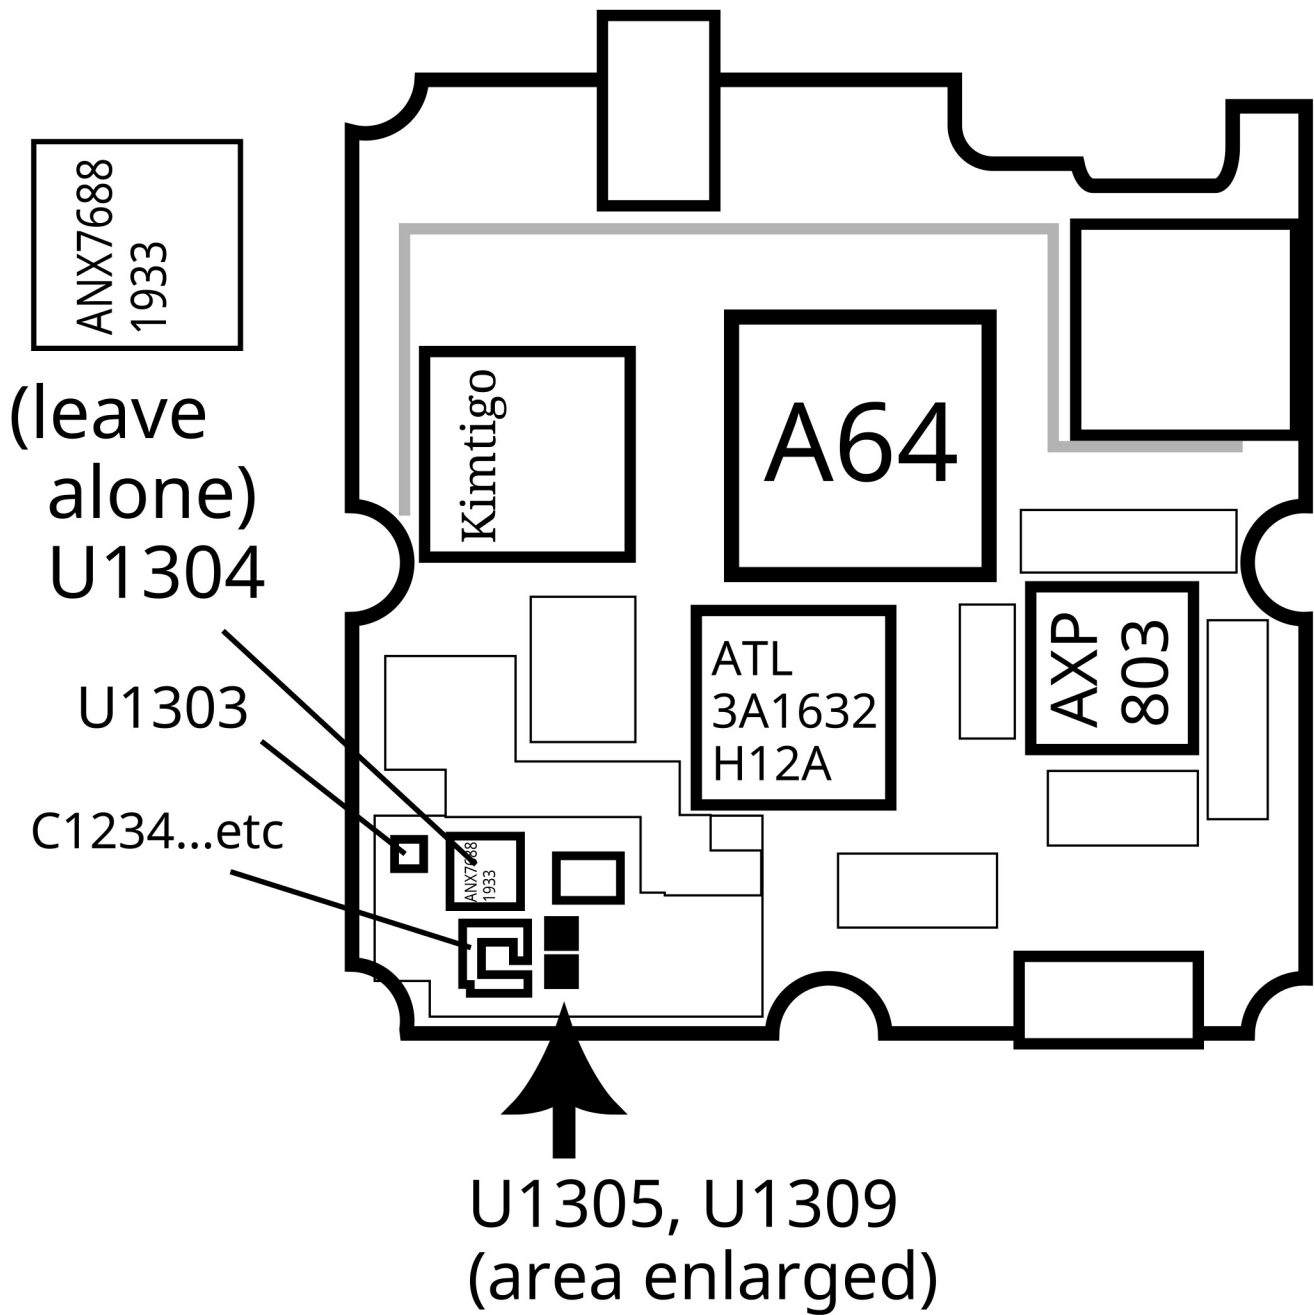 ANX7688
1933
(leave
alone)
U1304
U1303
C1234...etc
Kimtigo
A64
ATL
3A1632
H12A
AXP
803
ANX7688
1933
U1305, U1309
(area enlarged)